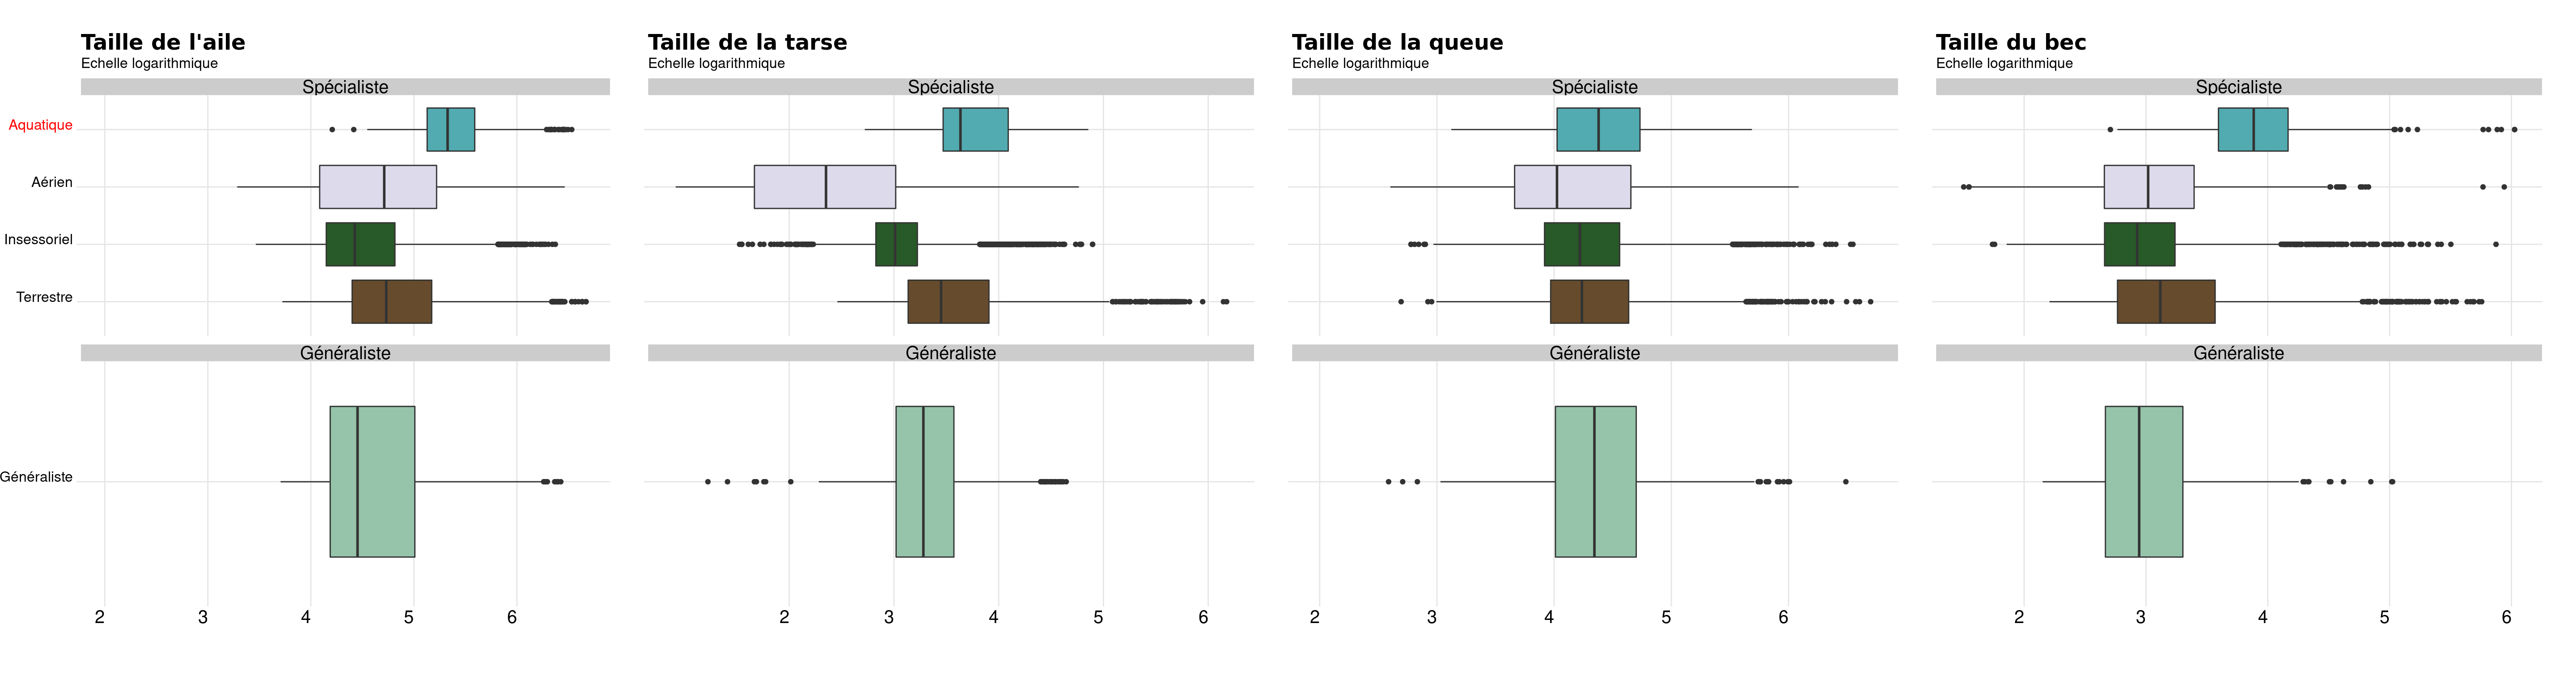 Taille de l'aile
Echelle logarithmique
Spécialiste
Aquatique
Aérien
Insessoriel
Terrestre
Généraliste
Généraliste
2 3 4 5 6
Taille de la tarse
Echelle logarithmique
Spécialiste
Généraliste
2 3 4 5 6
Taille de la queue
Echelle logarithmique
Spécialiste
Généraliste
2 3 4 5 6
Taille du bec
Echelle logarithmique
Spécialiste
Généraliste
2 3 4 5 6